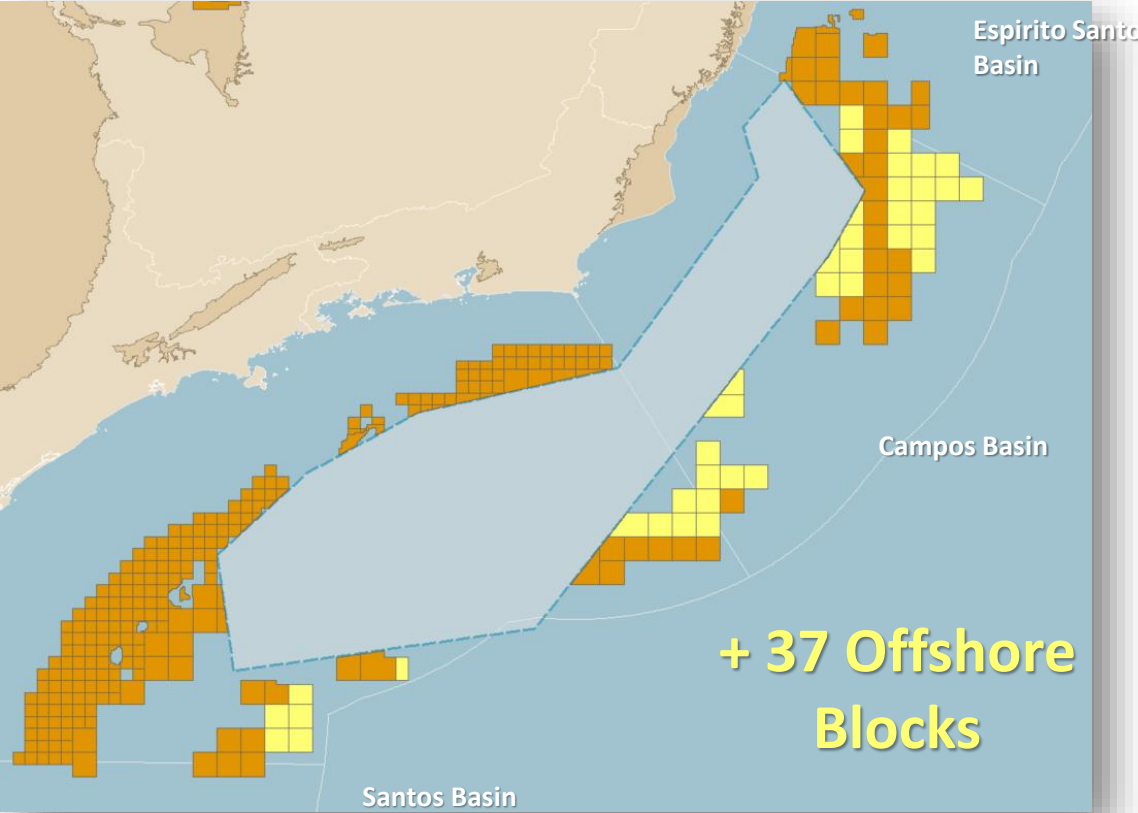 Espirito Santo
Basin
Campos Basin
+ 37 Offshore
Blocks
Santos Basin